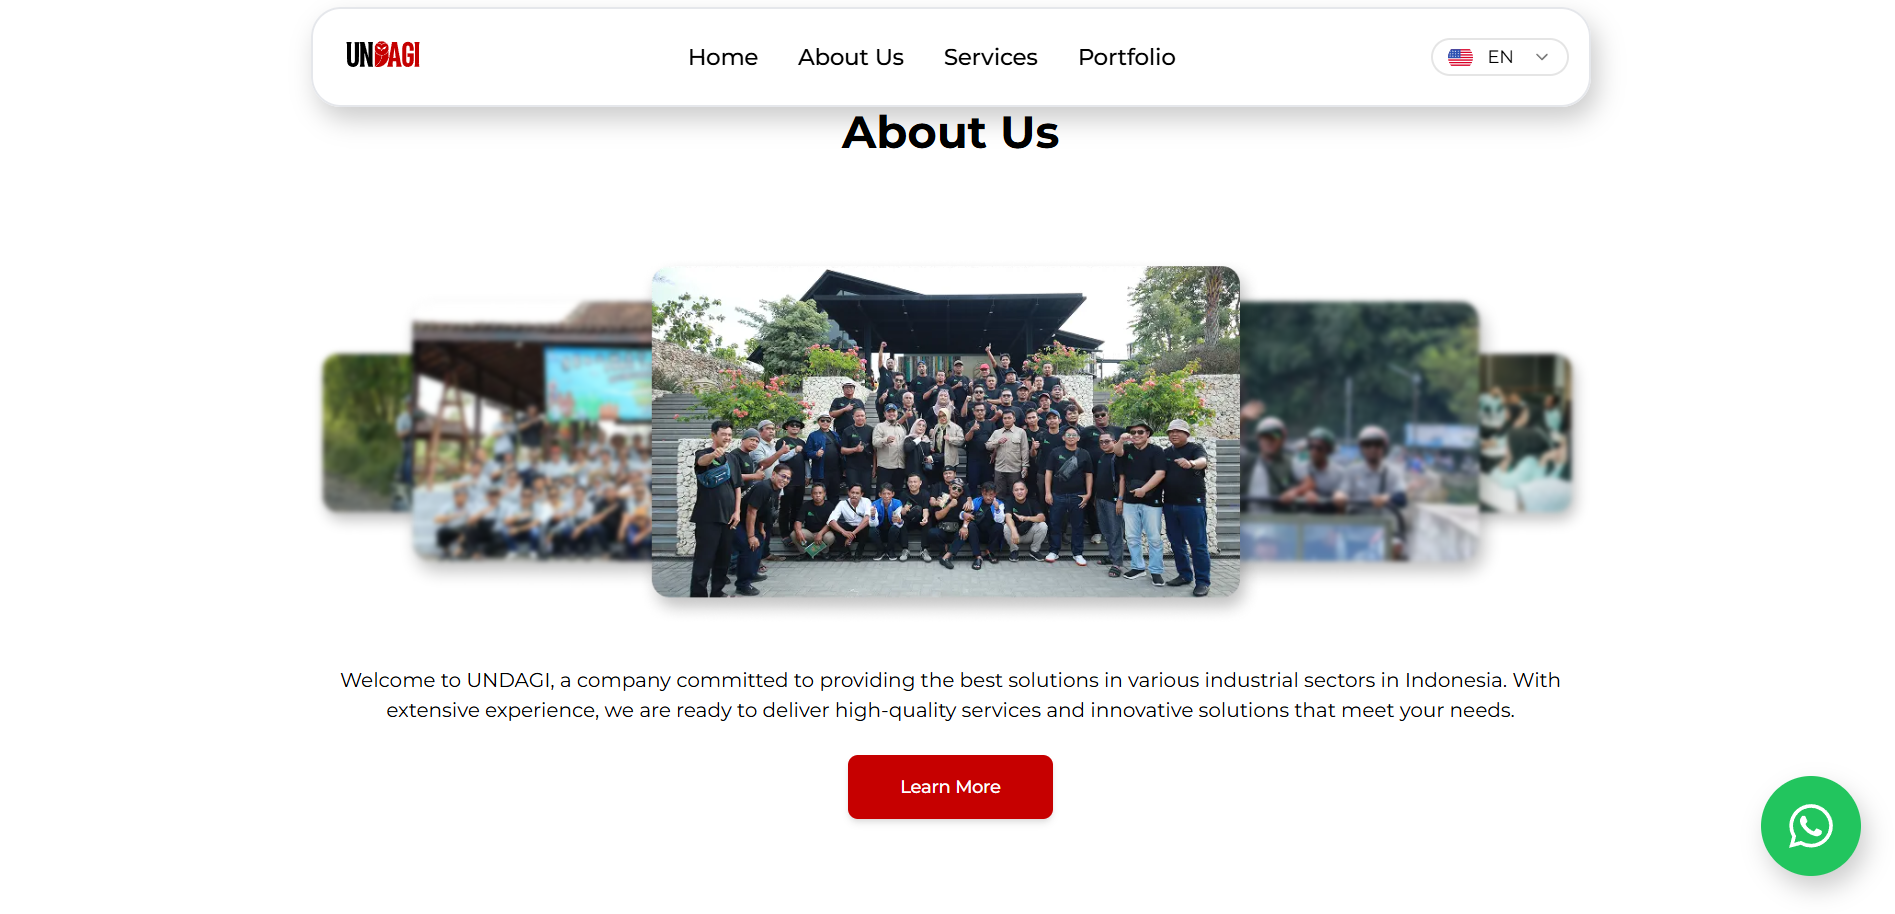 UNDAGI
Home
About Us
Services
Portfolio
EN
About Us
Welcome to UNDAGI, a company committed to providing the best solutions in various industrial sectors in Indonesia. With
extensive experience, we are ready to deliver high-quality services and innovative solutions that meet your needs.
Learn More